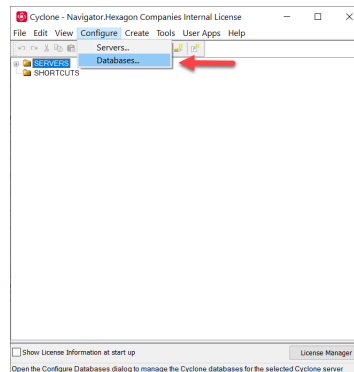 Cyclone - Navigator.Hexagon Companies Internal License
File Edit View Configure Create Tools User Apps Help
Servers...
Databases...
SERVERS
SHORTCUTS
Show License Information at start up
License Manager
Open the Configure Databases dialog to manage the Cyclone databases for the selected Cyclone server